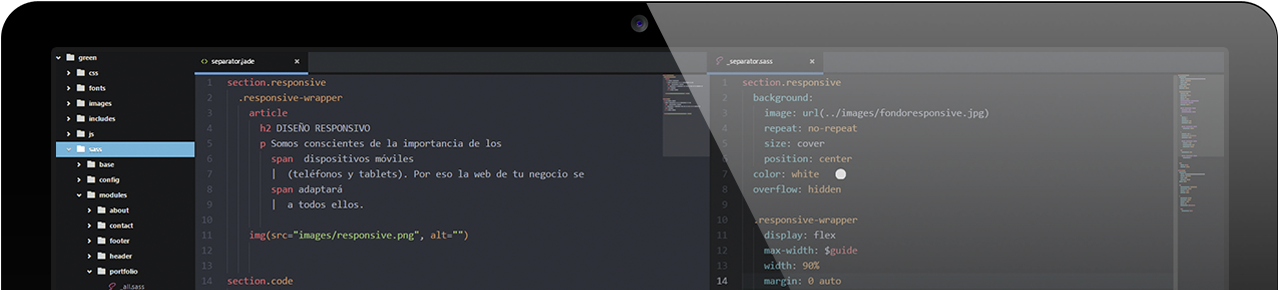 green
css
fonts
images
includes
js
sass
base
config
modules
about
contact
footer
header
portfolio
_all.sass
separator.jade ×
1 section.responsive
2 .responsive-wrapper
3 article
4 h2 DISEÑO RESPONSIVO
5 p Somos conscientes de la importancia de los
6 span dispositivos móviles
7 | (teléfonos y tablets). Por eso la web de tu negocio se
8 span adaptará
9 | a todos ellos.
10
11 img(src="images/responsive.png", alt="")
12
13
14 section.code
_separator.sass ×
1 section.responsive
2 background:
3 image: url(../images/fondoresponsive.jpg)
4 repeat: no-repeat
5 size: cover
6 position: center
7 color: white
8 overflow: hidden
9
10 .responsive-wrapper
11 display: flex
12 max-width: $guide
13 width: 90%
14 margin: 0 auto